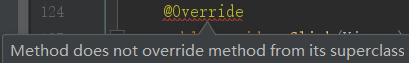 124 @Override
Method does not override method from its superclass